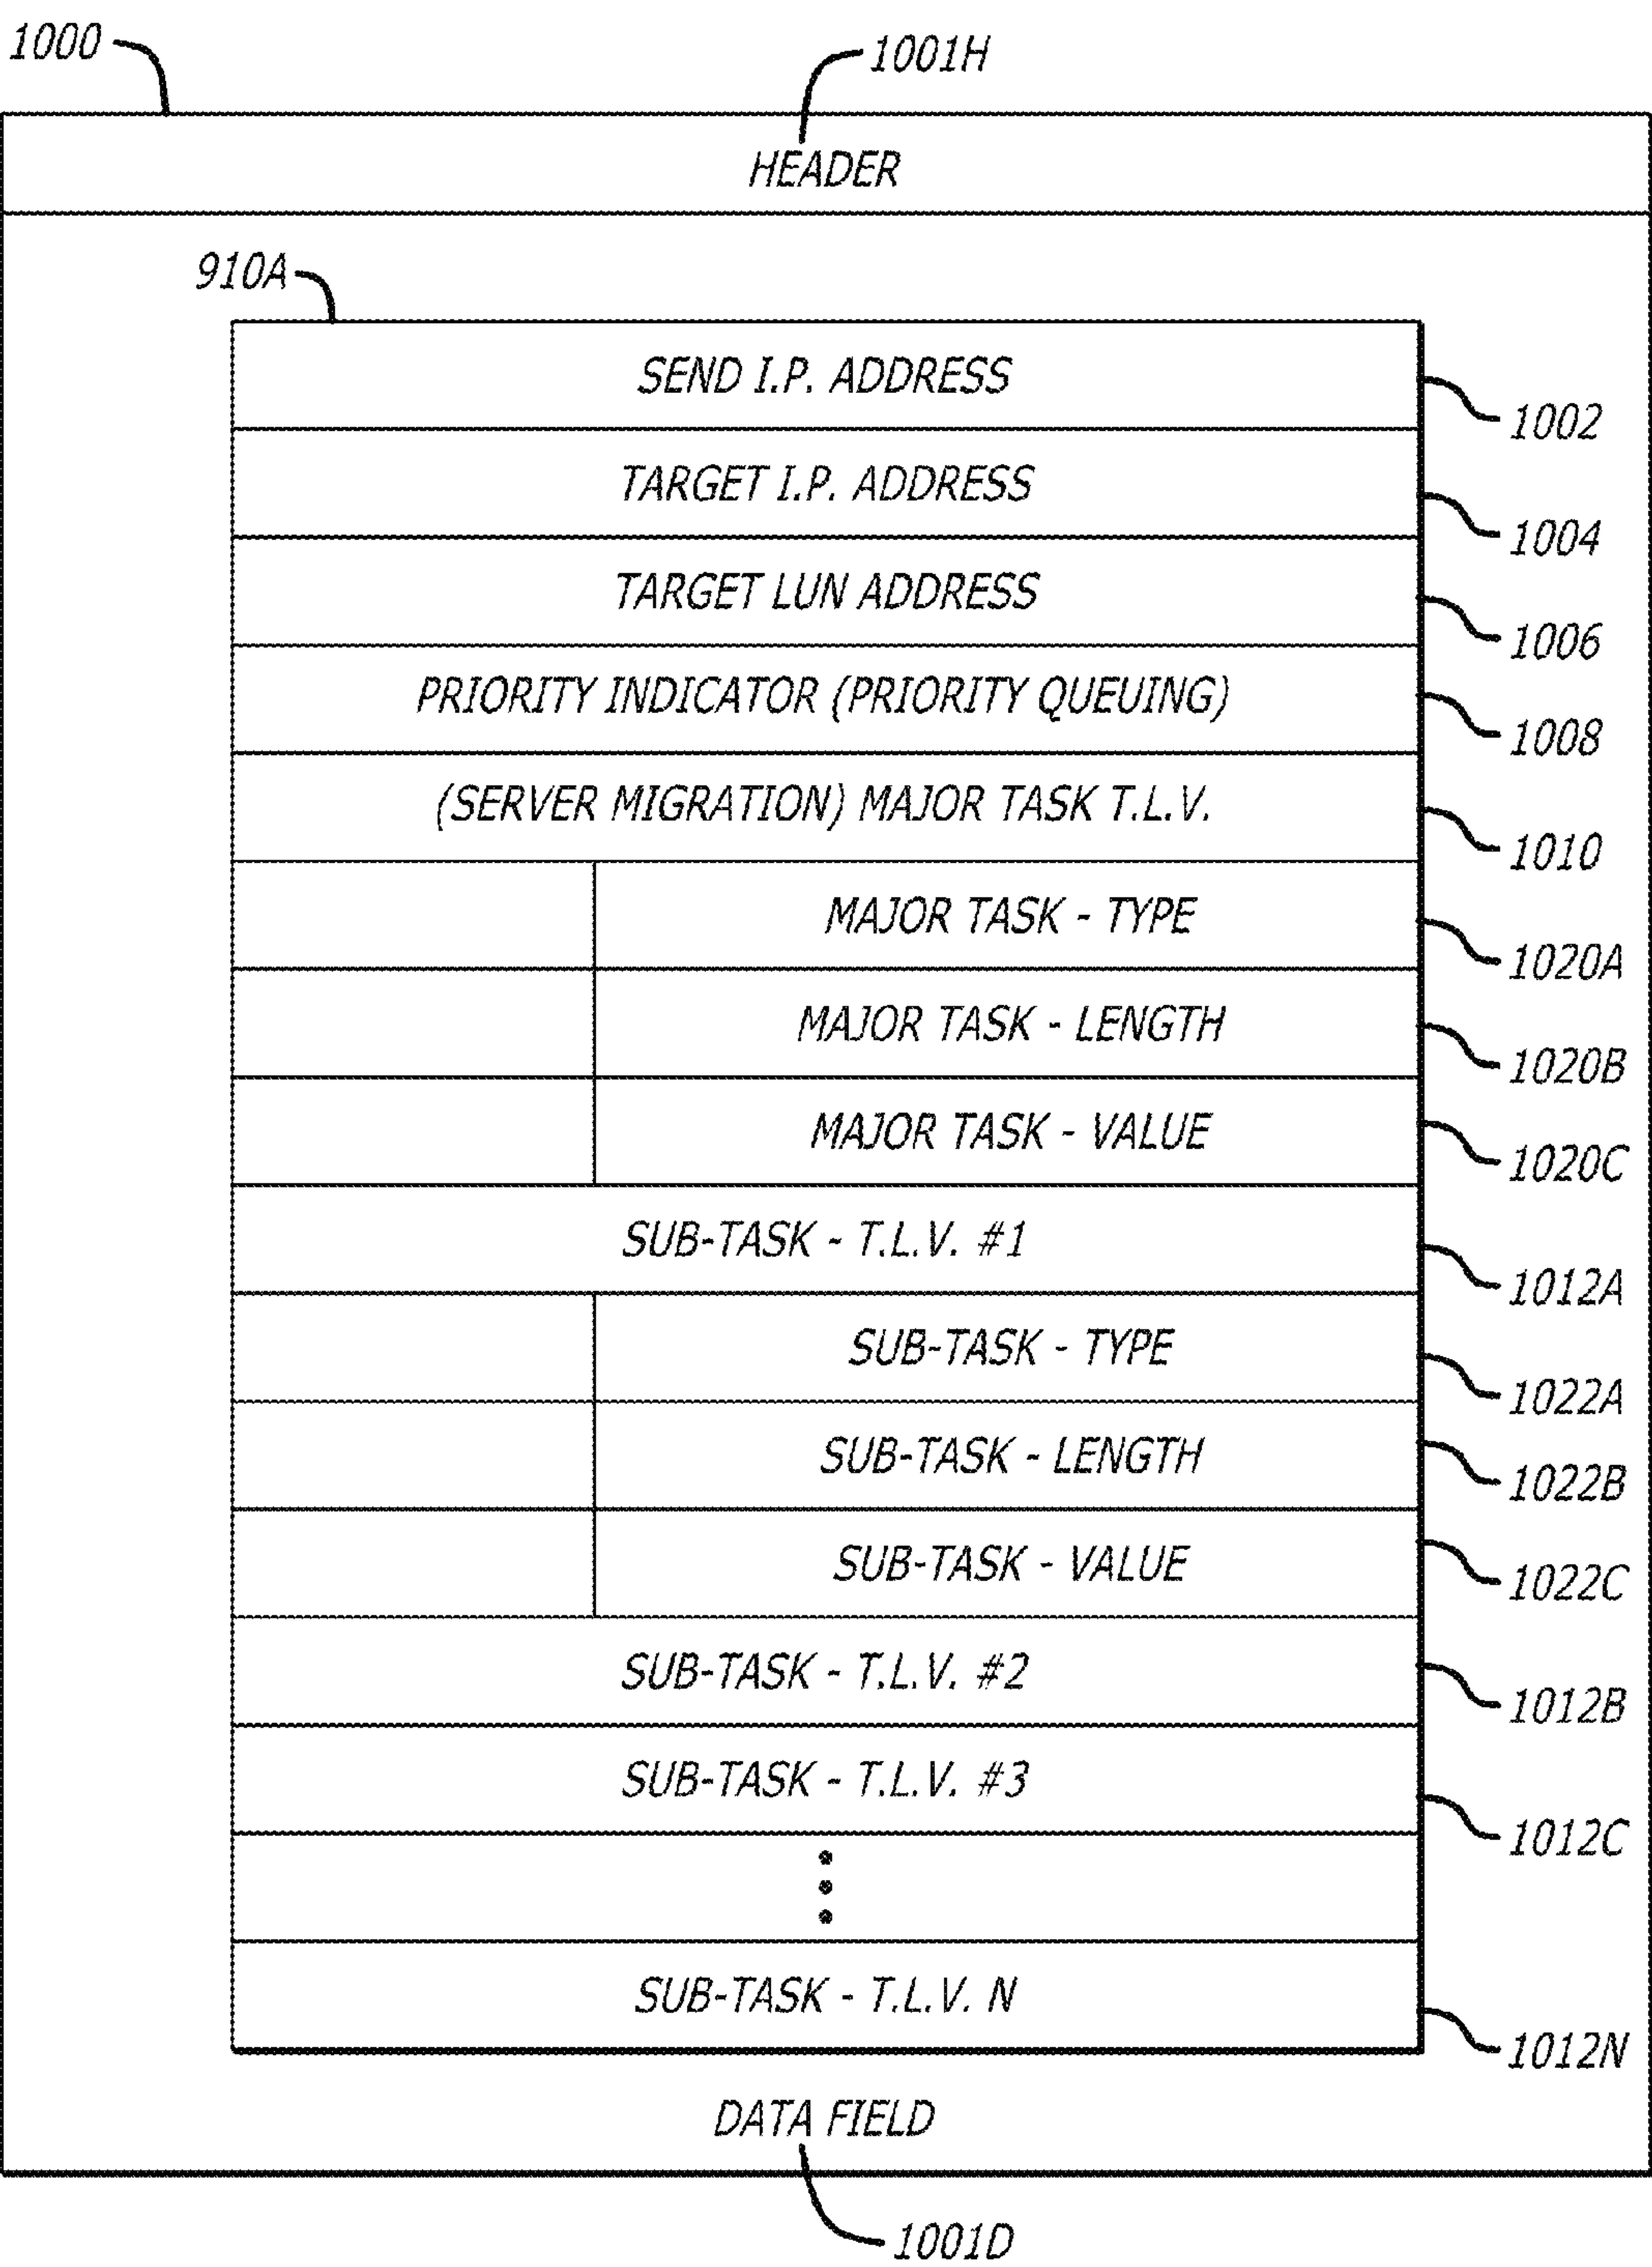 1000
1001H
HEADER
910A
SEND I.P. ADDRESS
1002
TARGET I.P. ADDRESS
1004
TARGET LUN ADDRESS
1006
PRIORITY INDICATOR (PRIORITY QUEUING)
1008
(SERVER MIGRATION) MAJOR TASK T.L.V.
1010
MAJOR TASK - TYPE
1020A
MAJOR TASK - LENGTH
1020B
MAJOR TASK - VALUE
1020C
SUB-TASK - T.L.V. #1
1012A
SUB-TASK - TYPE
1022A
SUB-TASK - LENGTH
1022B
SUB-TASK - VALUE
1022C
SUB-TASK - T.L.V. #2
1012B
SUB-TASK - T.L.V. #3
1012C
SUB-TASK - T.L.V. N
1012N
DATA FIELD
1001D